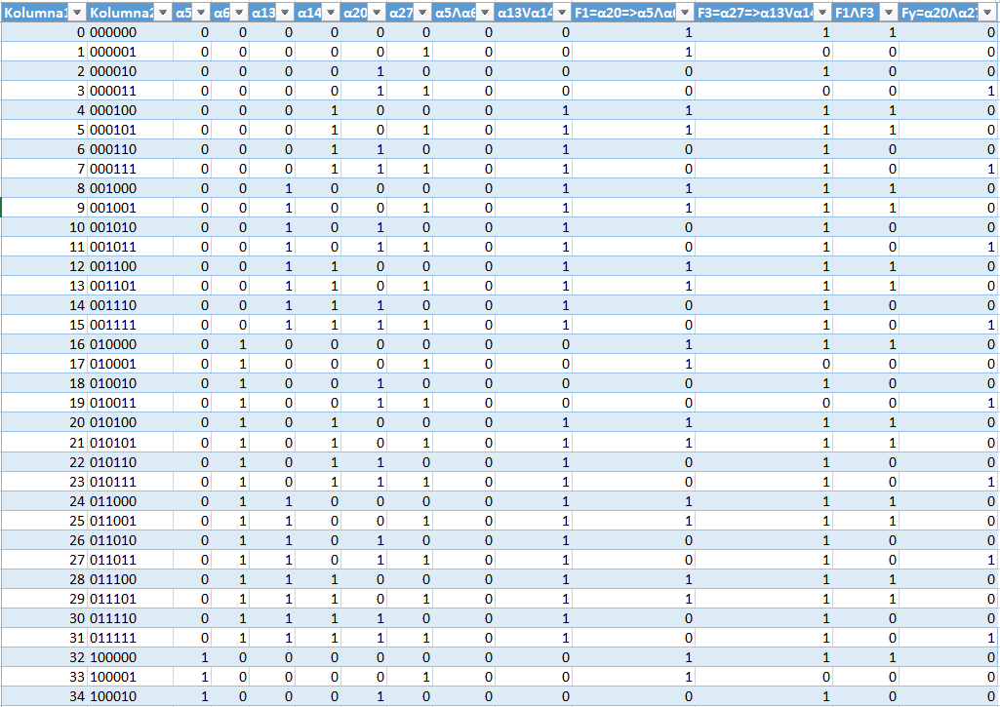 Kolumna1 Kolumna2 α5 α6 α13 α14 α20 α27 α5Λα6 α13Vα14 F1=α20=>α5Λα6 F3=α27=>α13Vα14 F1ΛF3 Fy=α20Λα27
0 000000 0 0 0 0 0 0 0 0 1 1 1 0
1 000001 0 0 0 0 0 1 0 0 1 0 0 0
2 000010 0 0 0 0 1 0 0 0 0 1 0 0
3 000011 0 0 0 0 1 1 0 0 0 0 0 1
4 000100 0 0 0 1 0 0 0 1 1 1 1 0
5 000101 0 0 0 1 0 1 0 1 1 1 1 0
6 000110 0 0 0 1 1 0 0 1 0 1 0 0
7 000111 0 0 0 1 1 1 0 1 0 1 0 1
8 001000 0 0 1 0 0 0 0 1 1 1 1 0
9 001001 0 0 1 0 0 1 0 1 1 1 1 0
10 001010 0 0 1 0 1 0 0 1 0 1 0 0
11 001011 0 0 1 0 1 1 0 1 0 1 0 1
12 001100 0 0 1 1 0 0 0 1 1 1 1 0
13 001101 0 0 1 1 0 1 0 1 1 1 1 0
14 001110 0 0 1 1 1 0 0 1 0 1 0 0
15 001111 0 0 1 1 1 1 0 1 0 1 0 1
16 010000 0 1 0 0 0 0 0 0 1 1 1 0
17 010001 0 1 0 0 0 1 0 0 1 0 0 0
18 010010 0 1 0 0 1 0 0 0 0 1 0 0
19 010011 0 1 0 0 1 1 0 0 0 0 0 1
20 010100 0 1 0 1 0 0 0 1 1 1 1 0
21 010101 0 1 0 1 0 1 0 1 1 1 1 0
22 010110 0 1 0 1 1 0 0 1 0 1 0 0
23 010111 0 1 0 1 1 1 0 1 0 1 0 1
24 011000 0 1 1 0 0 0 0 1 1 1 1 0
25 011001 0 1 1 0 0 1 0 1 1 1 1 0
26 011010 0 1 1 0 1 0 0 1 0 1 0 0
27 011011 0 1 1 0 1 1 0 1 0 1 0 1
28 011100 0 1 1 1 0 0 0 1 1 1 1 0
29 011101 0 1 1 1 0 1 0 1 1 1 1 0
30 011110 0 1 1 1 1 0 0 1 0 1 0 0
31 011111 0 1 1 1 1 1 0 1 0 1 0 1
32 100000 1 0 0 0 0 0 0 0 1 1 1 0
33 100001 1 0 0 0 0 1 0 0 1 0 0 0
34 100010 1 0 0 0 1 0 0 0 0 1 0 0